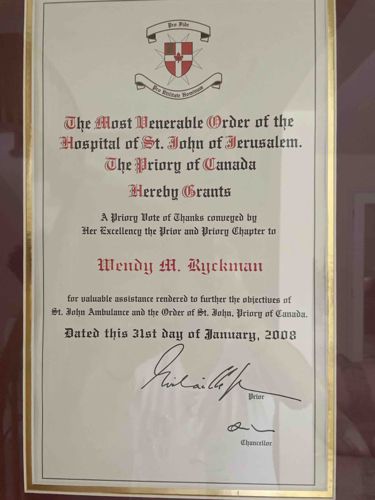 Pro Fide
Pro Utilitate Hominum
The Most Venerable Order of the
Hospital of St. John of Jerusalem.
The Priory of Canada
Hereby Grants
A Priory Vote of Thanks conveyed by
Her Excellency the Prior and Priory Chapter to
Wendy M. Ryckman
for valuable assistance rendered to further the objectives of
St. John Ambulance and the Order of St. John, Priory of Canada.
Dated this 31st day of January, 2008
Prior
Chancellor